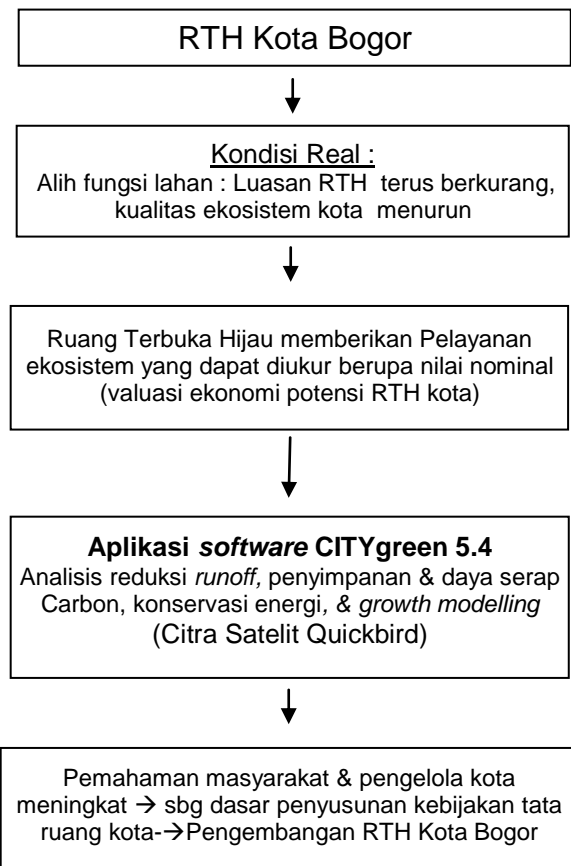 RTH Kota Bogor
Kondisi Real :
Alih fungsi lahan : Luasan RTH terus berkurang,
kualitas ekosistem kota menurun
Ruang Terbuka Hijau memberikan Pelayanan
ekosistem yang dapat diukur berupa nilai nominal
(valuasi ekonomi potensi RTH kota)
Aplikasi software CITYgreen 5.4
Analisis reduksi runoff, penyimpanan & daya serap
Carbon, konservasi energi, & growth modelling
(Citra Satelit Quickbird)
Pemahaman masyarakat & pengelola kota
meningkat → sbg dasar penyusunan kebijakan tata
ruang kota-→Pengembangan RTH Kota Bogor